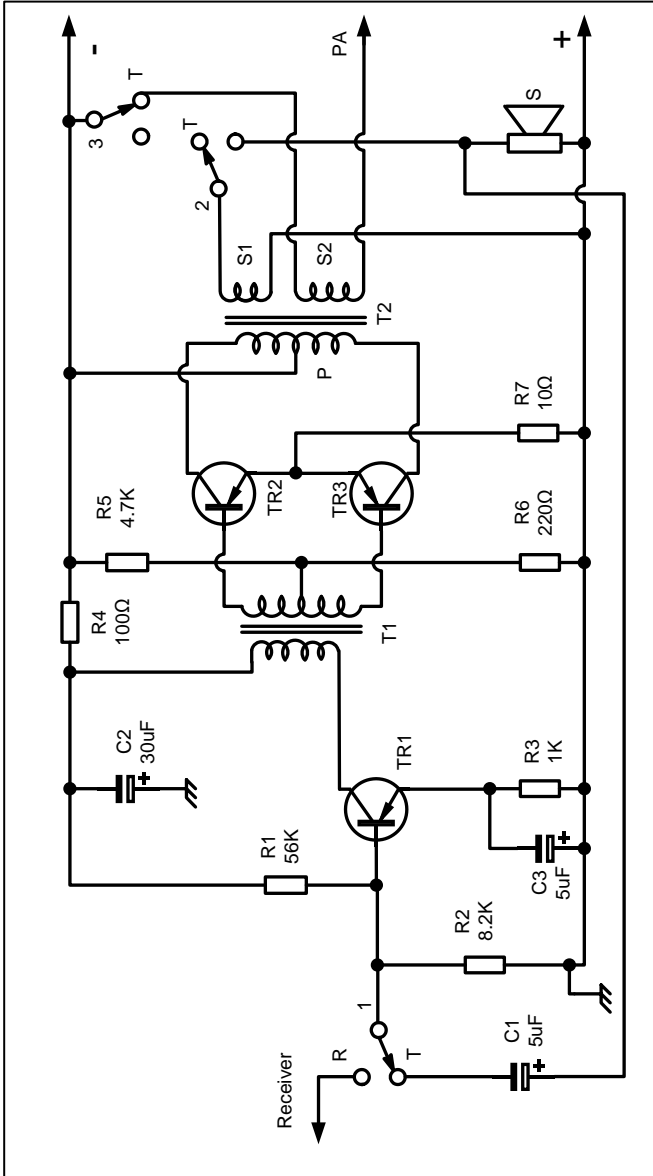 Receiver
R
T
1
C1
5uF
R2
8.2K
R1
56K
C3
5uF
R3
1K
TR1
C2
30uF
+
+
+
R4
100Ω
T1
R5
4.7K
TR2
TR3
R6
220Ω
R7
10Ω
P
T2
S1
S2
2
T
3
T
S
-
PA
+